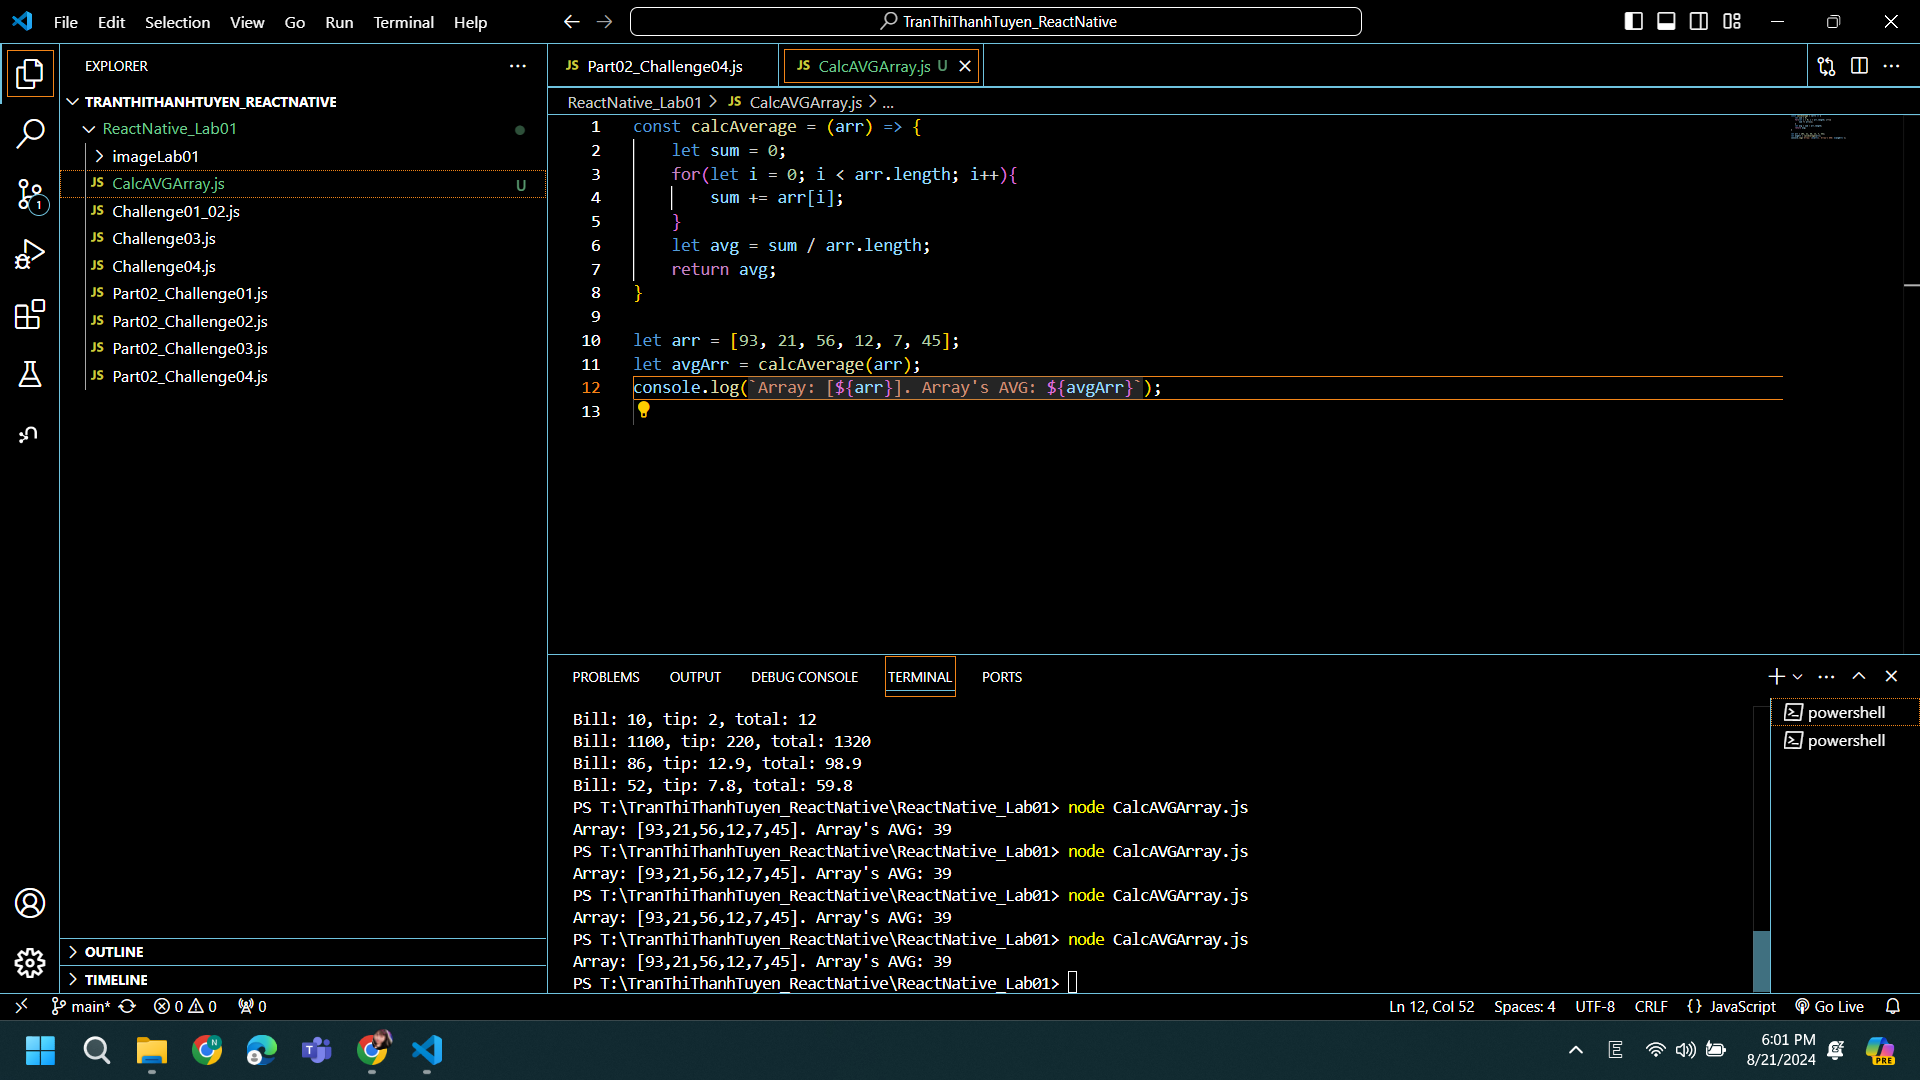 File Edit Selection View Go Run Terminal Help
TranThiThanhTuyen_ReactNative
EXPLORER
TRANTHITHANHTUYEN_REACTNATIVE
ReactNative_Lab01
imageLab01
JS CalcAVGArray.js U
JS Challenge01_02.js
JS Challenge03.js
JS Challenge04.js
JS Part02_Challenge01.js
JS Part02_Challenge02.js
JS Part02_Challenge03.js
JS Part02_Challenge04.js
OUTLINE
TIMELINE
1
JS Part02_Challenge04.js
JS CalcAVGArray.js U
ReactNative_Lab01 > JS CalcAVGArray.js > ...
1 const calcAverage = (arr) => {
2 let sum = 0;
3 for(let i = 0; i < arr.length; i++){
4 sum += arr[i];
5 }
6 let avg = sum / arr.length;
7 return avg;
8 }
9
10 let arr = [93, 21, 56, 12, 7, 45];
11 let avgArr = calcAverage(arr);
12 console.log(`Array: [${arr}]. Array's AVG: ${avgArr}`);
13
PROBLEMS OUTPUT DEBUG CONSOLE TERMINAL PORTS
Bill: 10, tip: 2, total: 12
Bill: 1100, tip: 220, total: 1320
Bill: 86, tip: 12.9, total: 98.9
Bill: 52, tip: 7.8, total: 59.8
PS T:\TranThiThanhTuyen_ReactNative\ReactNative_Lab01> node CalcAVGArray.js
Array: [93,21,56,12,7,45]. Array's AVG: 39
PS T:\TranThiThanhTuyen_ReactNative\ReactNative_Lab01> node CalcAVGArray.js
Array: [93,21,56,12,7,45]. Array's AVG: 39
PS T:\TranThiThanhTuyen_ReactNative\ReactNative_Lab01> node CalcAVGArray.js
Array: [93,21,56,12,7,45]. Array's AVG: 39
PS T:\TranThiThanhTuyen_ReactNative\ReactNative_Lab01> node CalcAVGArray.js
Array: [93,21,56,12,7,45]. Array's AVG: 39
PS T:\TranThiThanhTuyen_ReactNative\ReactNative_Lab01>
powershell
powershell
main* 0 0 0
Ln 12, Col 52 Spaces: 4 UTF-8 CRLF {} JavaScript Go Live
E
6:01 PM
8/21/2024
PRE